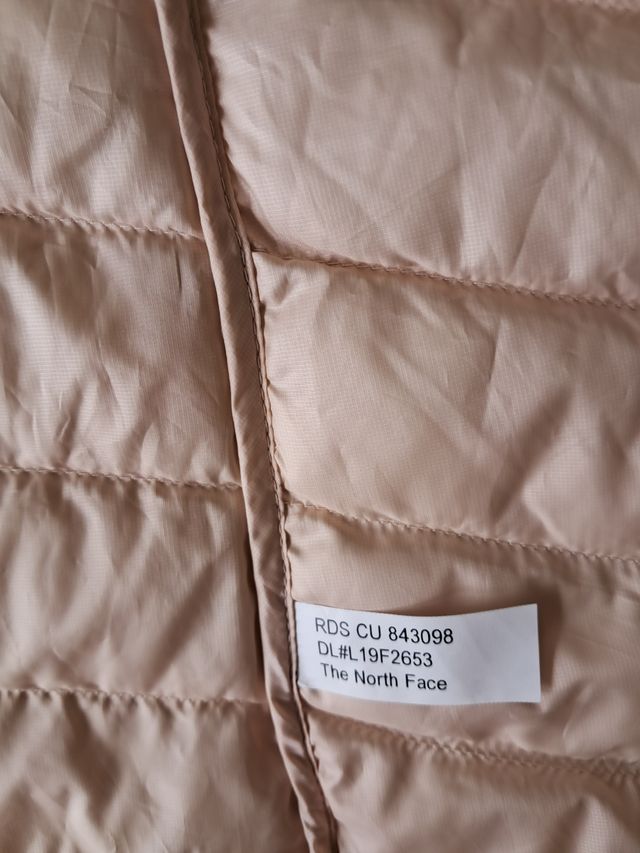 RDS CU 843098
DL#L19F2653
The North Face